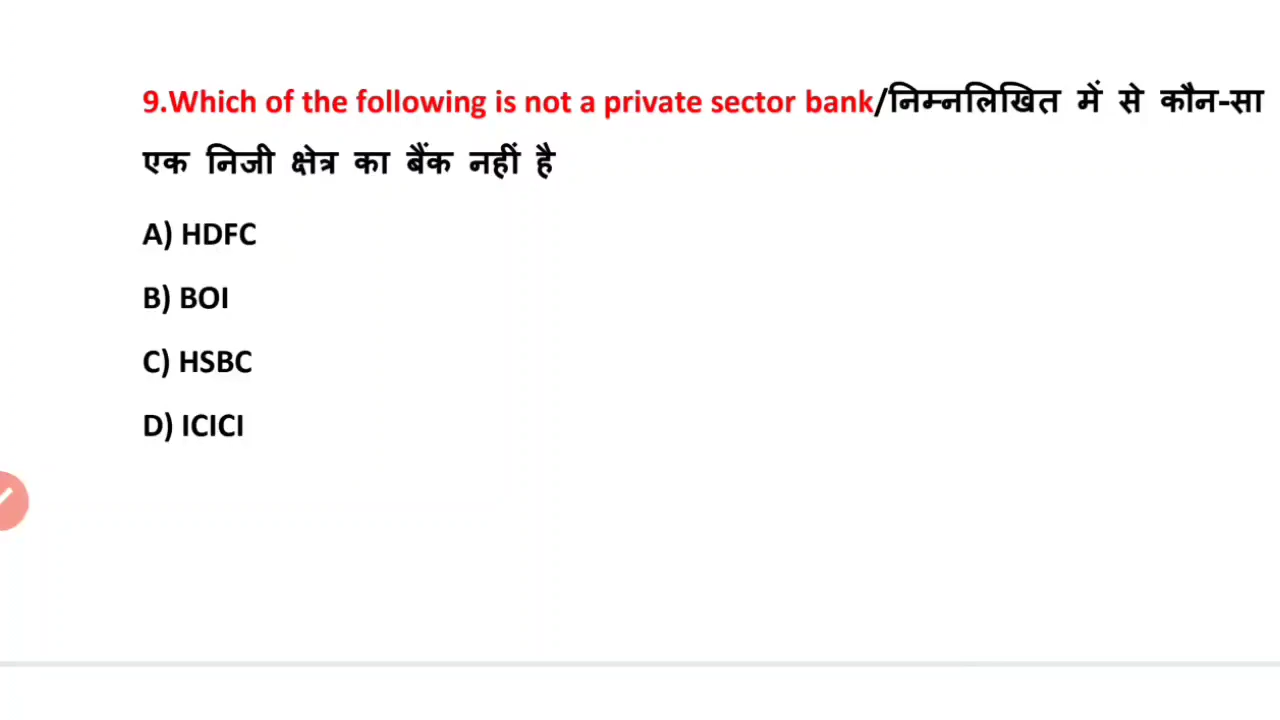 9.Which of the following is not a private sector bank/निम्नलिखित में से कौन-सा
एक निजी क्षेत्र का बैंक नहीं है
A) HDFC
B) BOI
C) HSBC
D) ICICI